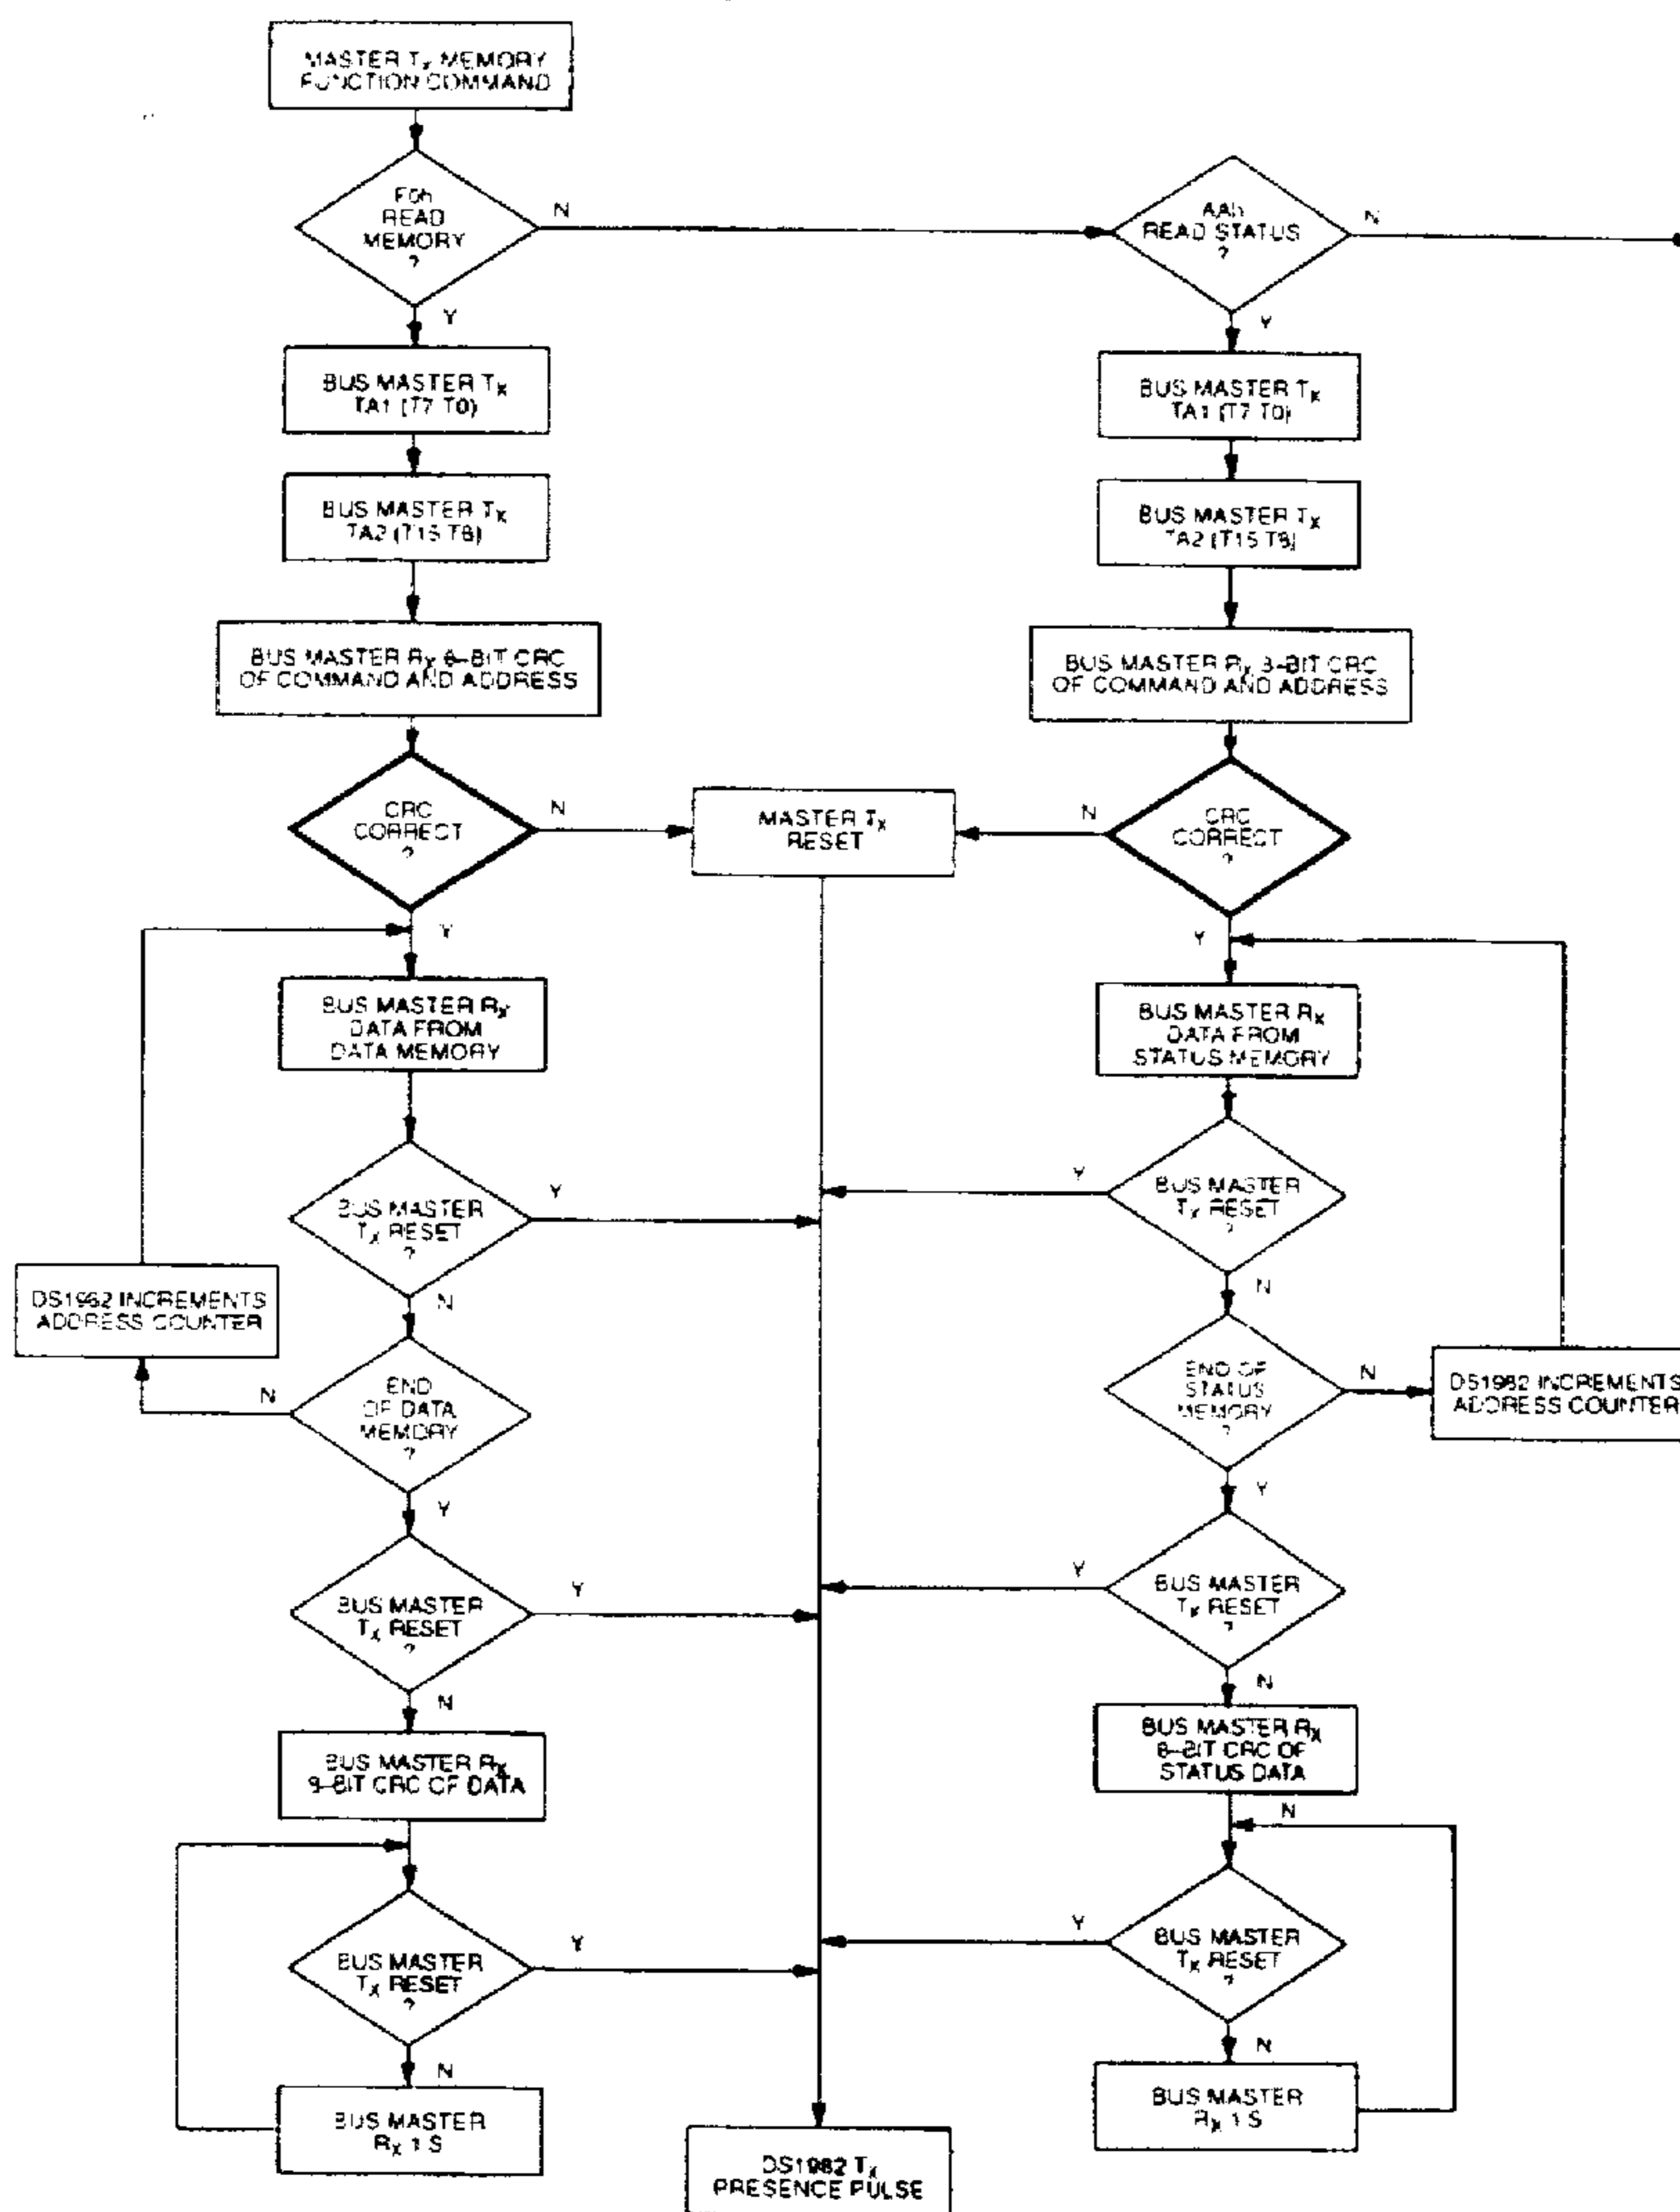 MASTER Tx MEMORY
FUNCTION COMMAND
F0h
READ
MEMORY
?
N
Y
AAh
READ STATUS
?
N
Y
BUS MASTER Tx
TA1 (T7 T0)
BUS MASTER Tx
TA1 (T7 T0)
BUS MASTER Tx
TA2 (T15 T8)
BUS MASTER Tx
TA2 (T15 T8)
BUS MASTER Rx 8–BIT CRC
OF COMMAND AND ADDRESS
BUS MASTER Rx 8–BIT CRC
OF COMMAND AND ADDRESS
CRC
CORRECT
?
N
Y
MASTER Tx
RESET
N
CRC
CORRECT
?
Y
BUS MASTER Rx
DATA FROM
DATA MEMORY
BUS MASTER Rx
DATA FROM
STATUS MEMORY
BUS MASTER
Tx RESET
?
Y
N
Y
BUS MASTER
Tx RESET
?
N
DS1982 INCREMENTS
ADDRESS COUNTER
N
END
OF DATA
MEMORY
?
Y
END OF
STATUS
MEMORY
?
N
Y
DS1982 INCREMENTS
ADDRESS COUNTER
BUS MASTER
Tx RESET
?
Y
N
Y
BUS MASTER
Tx RESET
?
N
BUS MASTER Rx
8–BIT CRC OF DATA
BUS MASTER Rx
8–BIT CRC OF
STATUS DATA
N
BUS MASTER
Tx RESET
?
Y
N
Y
BUS MASTER
Tx RESET
?
N
BUS MASTER
Rx 1 S
BUS MASTER
Rx 1 S
DS1982 Tx
PRESENCE PULSE